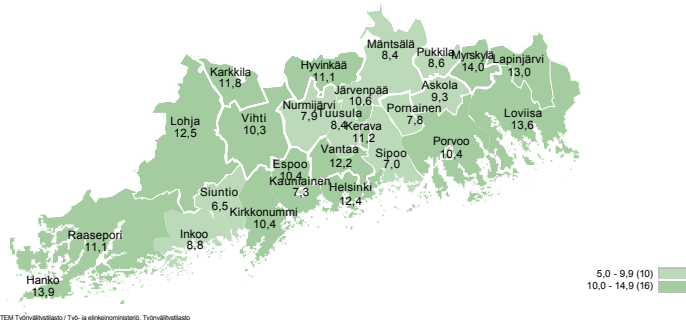 Mäntsälä
8,4
Pukkila
8,6
Myrskylä
14,0
Lapinjärvi
13,0
Karkkila
11,8
Hyvinkää
11,1
Järvenpää
10,6
Askola
9,3
Nurmijärvi
7,9
Tuusula
8,4
Pornainen
7,8
Loviisa
13,6
Lohja
12,5
Vihti
10,3
Kerava
11,2
Vantaa
12,2
Sipoo
7,0
Porvoo
10,4
Espoo
10,4
Kauniainen
7,3
Helsinki
12,4
Siuntio
6,5
Kirkkonummi
10,4
Raasepori
11,1
Inkoo
8,8
Hanko
13,9
5,0 - 9,9 (10)
10,0 - 14,9 (16)
TEM Työnvälitystilasto / Työ- ja elinkeinoministeriö, Työnvälitystilasto